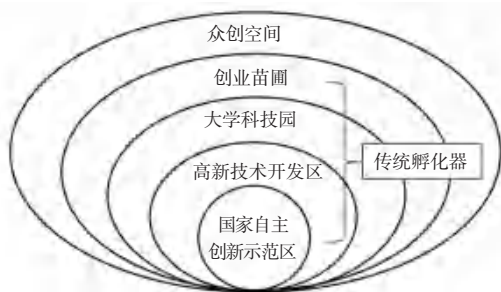 众创空间
创业苗圃
大学科技园
高新技术开发区
传统孵化器
国家自主
创新示范区